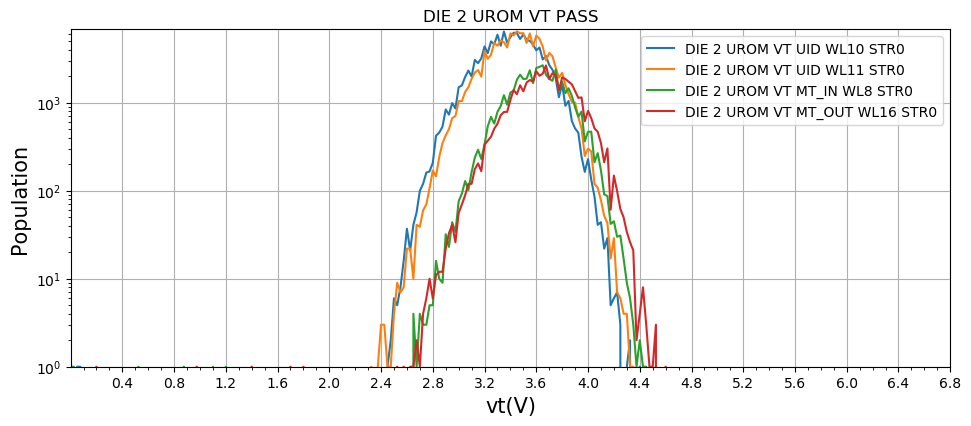 DIE 2 UROM VT PASS
DIE 2 UROM VT UID WL10 STR0
DIE 2 UROM VT UID WL11 STR0
DIE 2 UROM VT MT_IN WL8 STR0
DIE 2 UROM VT MT_OUT WL16 STR0
Population
10³
10²
10¹
10⁰
0.4 0.8 1.2 1.6 2.0 2.4 2.8 3.2 3.6 4.0 4.4 4.8 5.2 5.6 6.0 6.4 6.8
vt(V)